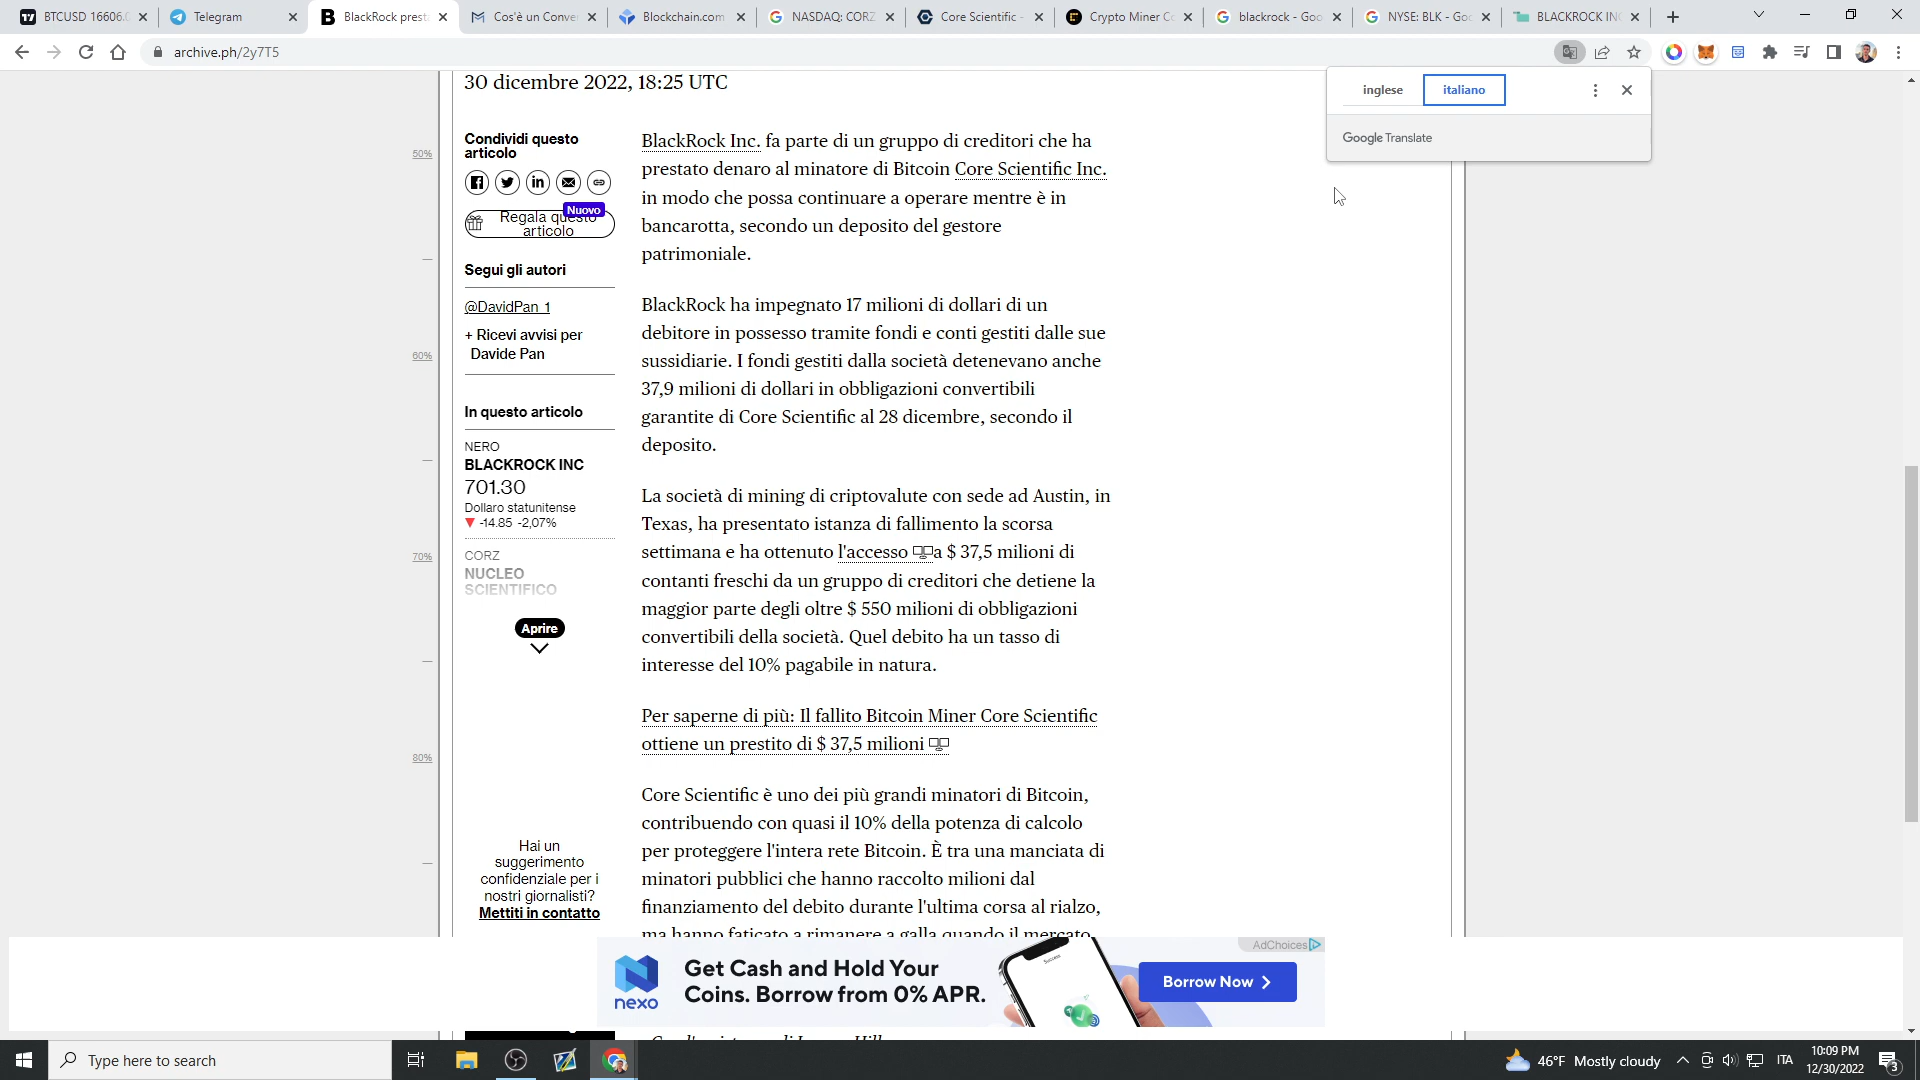 BTCUSD 16606.0
Telegram
BlackRock prest
Cos'è un Conver
Blockchain.com
NASDAQ: CORZ
Core Scientific -
Crypto Miner Co
blackrock - Goo
NYSE: BLK - Goo
BLACKROCK INC
archive.ph/2y7T5
inglese
italiano
Google Translate
30 dicembre 2022, 18:25 UTC
50%
60%
70%
80%
Condividi questo
articolo
Nuovo
Regala questo
articolo
Segui gli autori
@DavidPan_1
+ Ricevi avvisi per
Davide Pan
In questo articolo
NERO
BLACKROCK INC
701.30
Dollaro statunitense
▼ -14.85 -2,07%
CORZ
NUCLEO
SCIENTIFICO
Aprire
Hai un
suggerimento
confidenziale per i
nostri giornalisti?
Mettiti in contatto
BlackRock Inc. fa parte di un gruppo di creditori che ha
prestato denaro al minatore di Bitcoin Core Scientific Inc.
in modo che possa continuare a operare mentre è in
bancarotta, secondo un deposito del gestore
patrimoniale.
BlackRock ha impegnato 17 milioni di dollari di un
debitore in possesso tramite fondi e conti gestiti dalle sue
sussidiarie. I fondi gestiti dalla società detenevano anche
37,9 milioni di dollari in obbligazioni convertibili
garantite di Core Scientific al 28 dicembre, secondo il
deposito.
La società di mining di criptovalute con sede ad Austin, in
Texas, ha presentato istanza di fallimento la scorsa
settimana e ha ottenuto l'accesso a $ 37,5 milioni di
contanti freschi da un gruppo di creditori che detiene la
maggior parte degli oltre $ 550 milioni di obbligazioni
convertibili della società. Quel debito ha un tasso di
interesse del 10% pagabile in natura.
Per saperne di più: Il fallito Bitcoin Miner Core Scientific
ottiene un prestito di $ 37,5 milioni
Core Scientific è uno dei più grandi minatori di Bitcoin,
contribuendo con quasi il 10% della potenza di calcolo
per proteggere l'intera rete Bitcoin. È tra una manciata di
minatori pubblici che hanno raccolto milioni dal
finanziamento del debito durante l'ultima corsa al rialzo,
ma hanno faticato a rimanere a galla quando il mercato
AdChoices
nexo
Get Cash and Hold Your
Coins. Borrow from 0% APR.
Success
Borrow Now
Type here to search
46°F Mostly cloudy
ITA
10:09 PM
12/30/2022
3